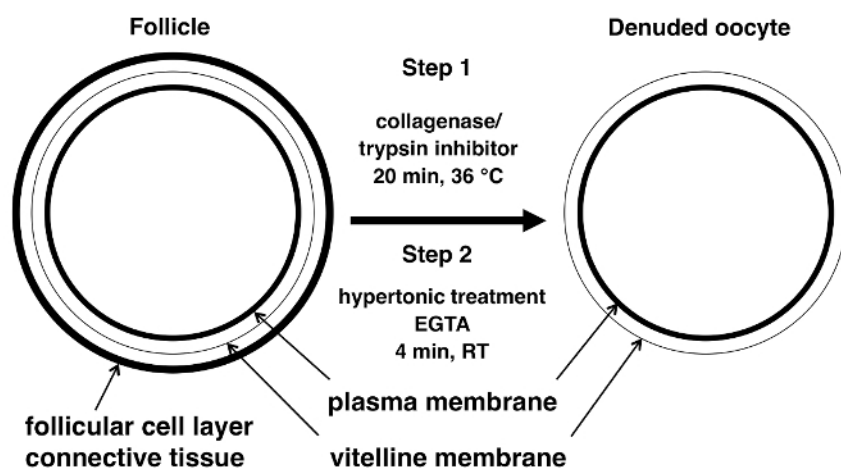 Follicle
Denuded oocyte
Step 1
collagenase/
trypsin inhibitor
20 min, 36 °C
Step 2
hypertonic treatment
EGTA
4 min, RT
plasma membrane
follicular cell layer
connective tissue
vitelline membrane